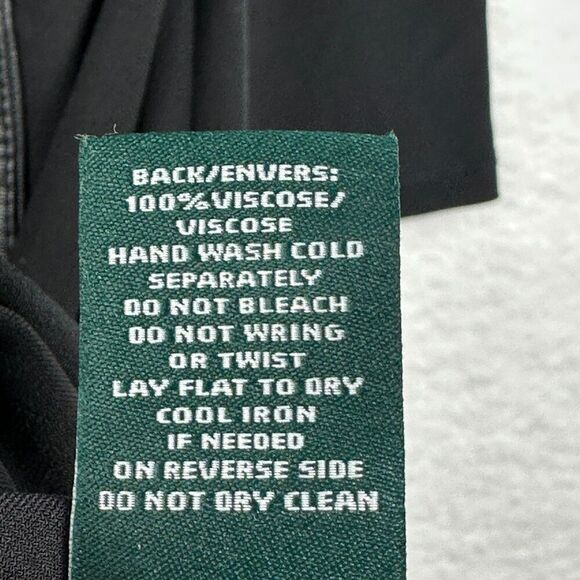 BACK/ENVERS:
100%VISCOSE/
VISCOSE
HAND WASH COLD
SEPARATELY
DO NOT BLEACH
DO NOT WRING
OR TWIST
LAY FLAT TO DRY
COOL IRON
IF NEEDED
ON REVERSE SIDE
DO NOT DRY CLEAN